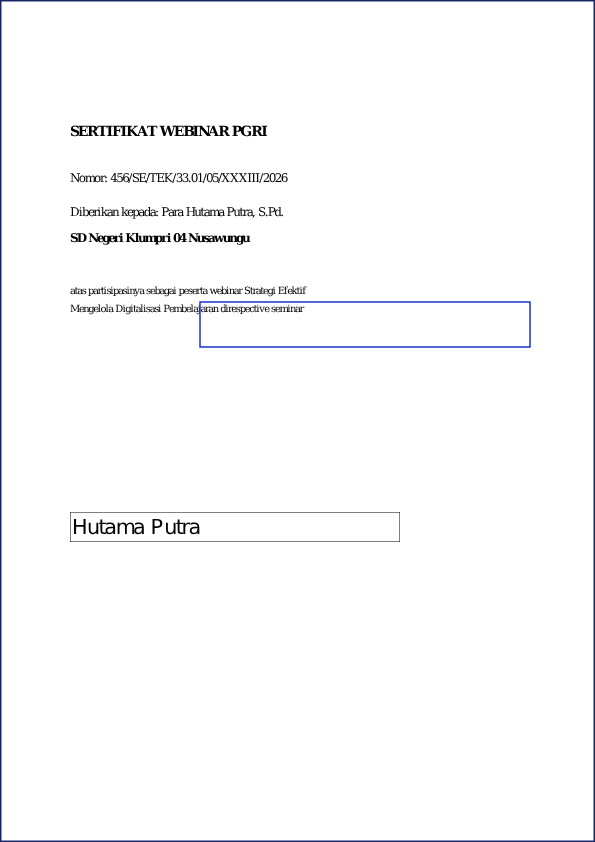 SERTIFIKAT WEBINAR PGRI
Nomor: 456/SE/TEK/33.01/05/XXXIII/2026
Diberikan kepada: Para Hutama Putra, S.Pd.
SD Negeri Klumpri 04 Nusawungu
atas partisipasinya sebagai peserta webinar Strategi Efektif
Mengelola Digitalisasi Pembelajaran direspective seminar
Hutama Putra